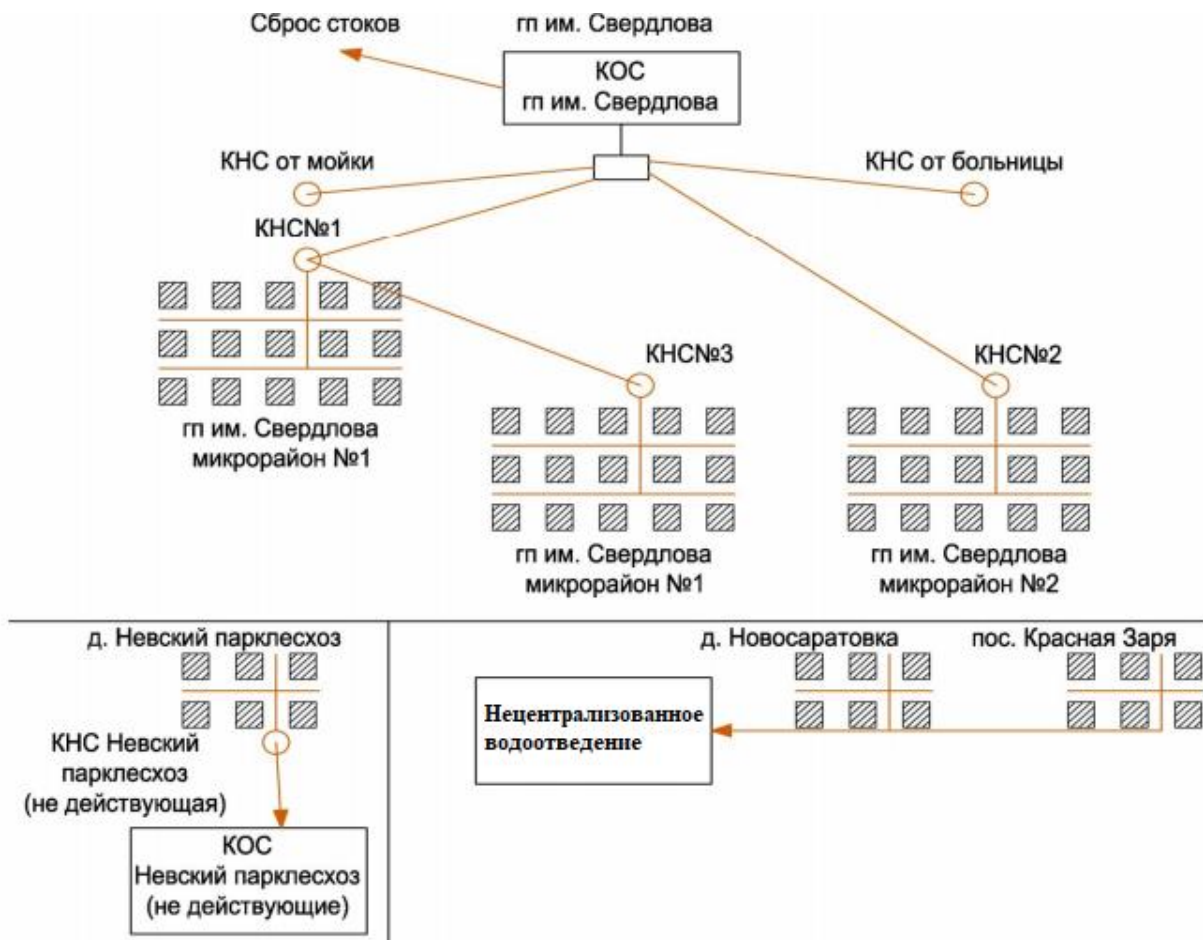 Сброс стоков
гп им. Свердлова
КОС
гп им. Свердлова
КНС от мойки
КНС от больницы
КНС№1
КНС№3
КНС№2
гп им. Свердлова
микрорайон №1
гп им. Свердлова
микрорайон №1
гп им. Свердлова
микрорайон №2
д. Невский парклесхоз
КНС Невский
парклесхоз
(не действующая)
КОС
Невский парклесхоз
(не действующие)
д. Новосаратовка
пос. Красная Заря
Нецентрализованное
водоотведение